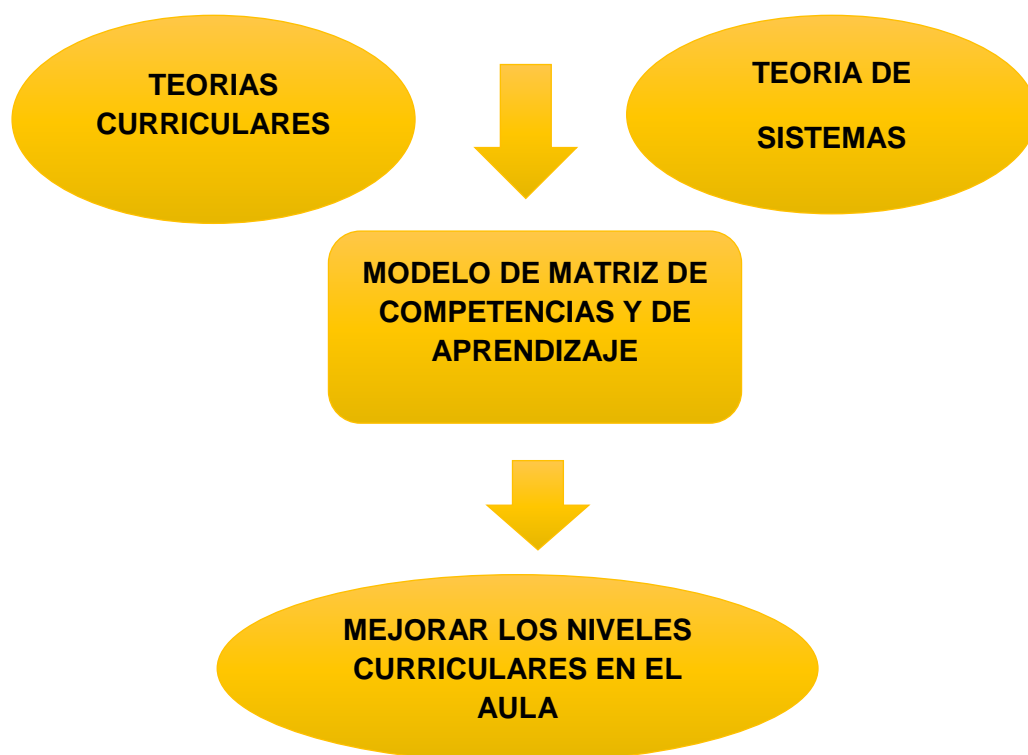 TEORIAS
CURRICULARES
TEORIA DE
SISTEMAS
MODELO DE MATRIZ DE
COMPETENCIAS Y DE
APRENDIZAJE
MEJORAR LOS NIVELES
CURRICULARES EN EL
AULA